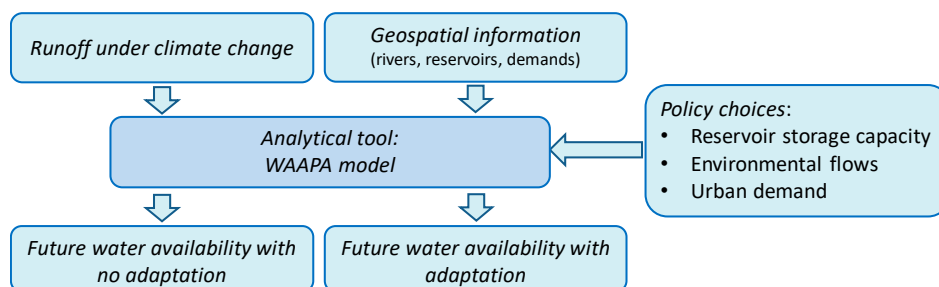 Runoff under climate change
Geospatial information
(rivers, reservoirs, demands)
Analytical tool:
WAAPA model
Policy choices:
• Reservoir storage capacity
• Environmental flows
• Urban demand
Future water availability with
no adaptation
Future water availability with
adaptation